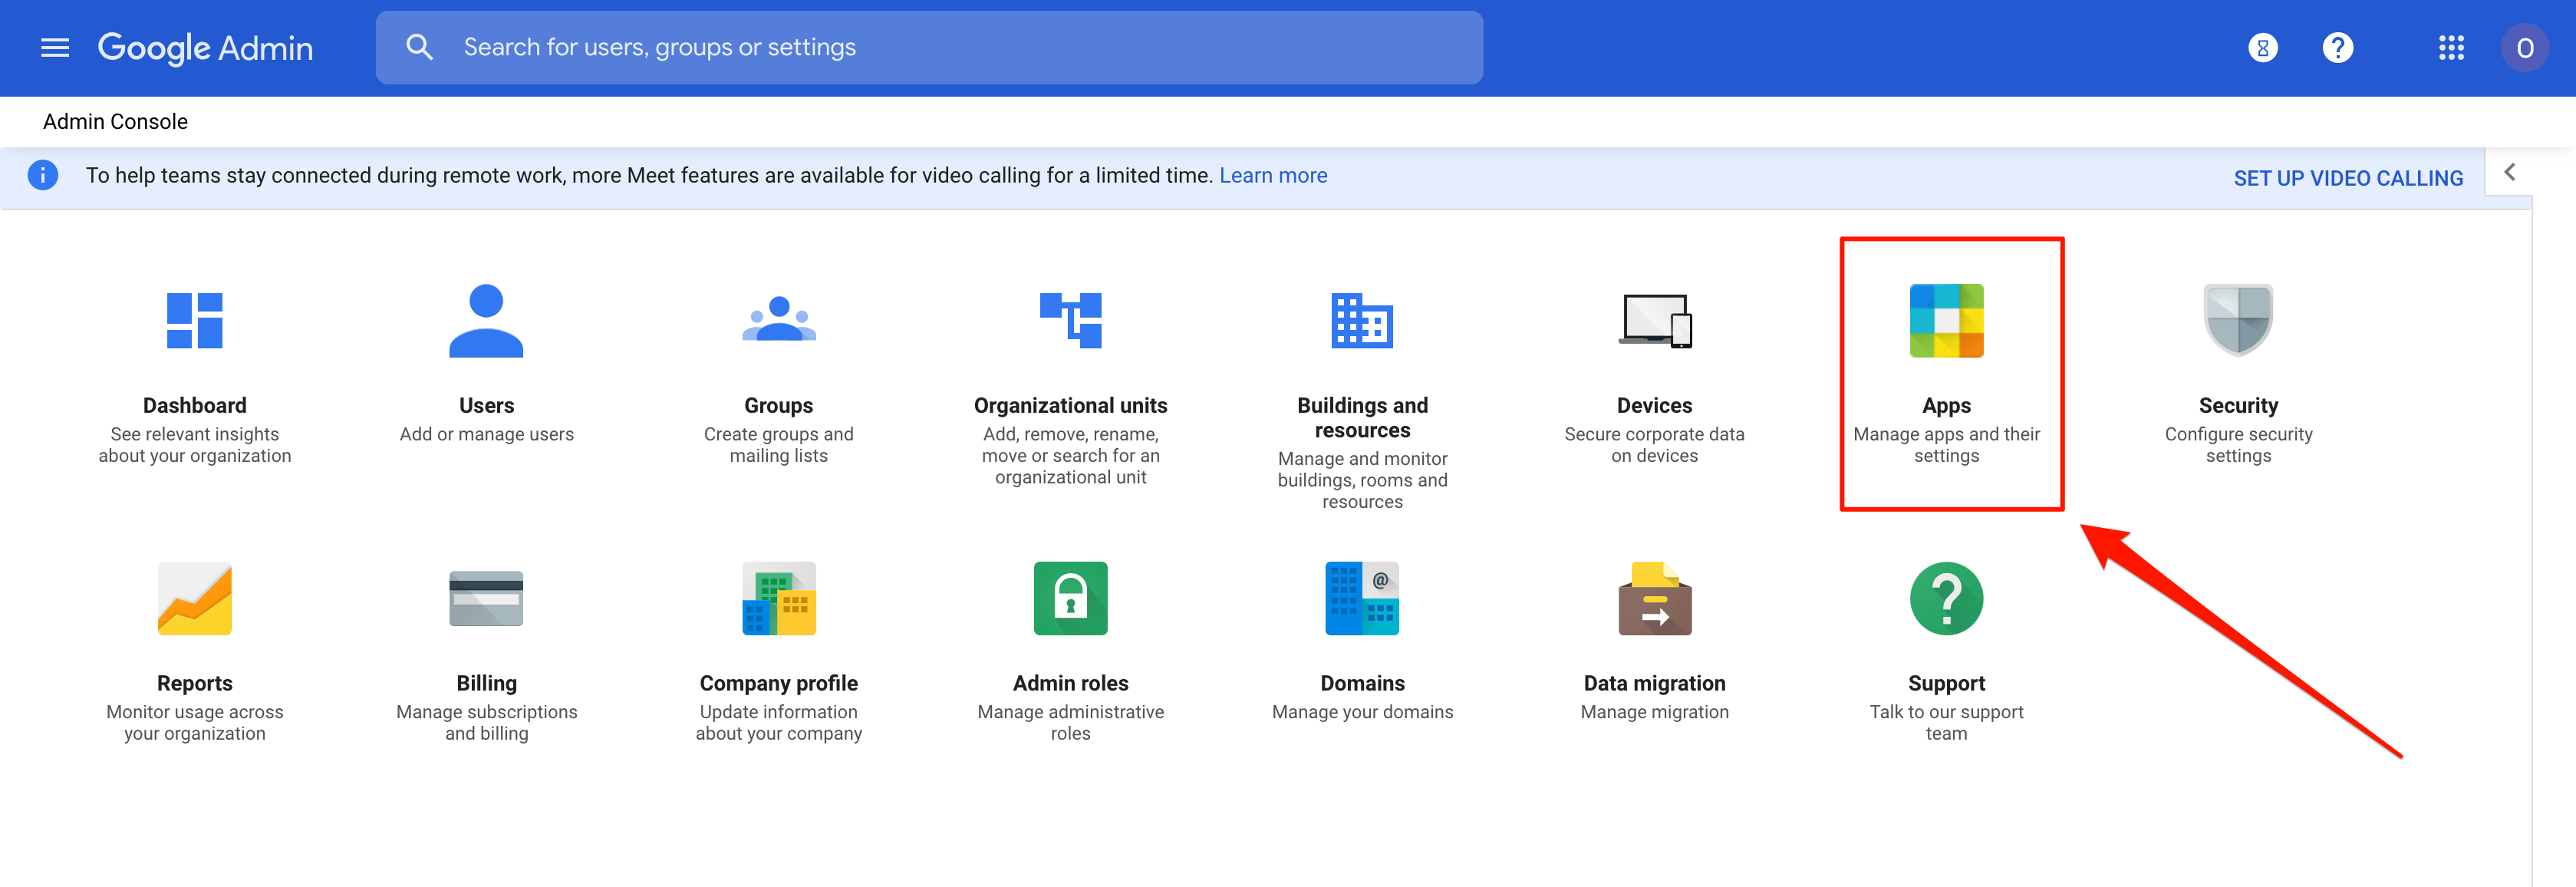 Google Admin
Search for users, groups or settings
O
Admin Console
To help teams stay connected during remote work, more Meet features are available for video calling for a limited time. Learn more
SET UP VIDEO CALLING
Dashboard
See relevant insights
about your organization
Users
Add or manage users
Groups
Create groups and
mailing lists
Organizational units
Add, remove, rename,
move or search for an
organizational unit
Buildings and
resources
Manage and monitor
buildings, rooms and
resources
Devices
Secure corporate data
on devices
Apps
Manage apps and their
settings
Security
Configure security
settings
Reports
Monitor usage across
your organization
Billing
Manage subscriptions
and billing
Company profile
Update information
about your company
Admin roles
Manage administrative
roles
@
Domains
Manage your domains
Data migration
Manage migration
Support
Talk to our support
team